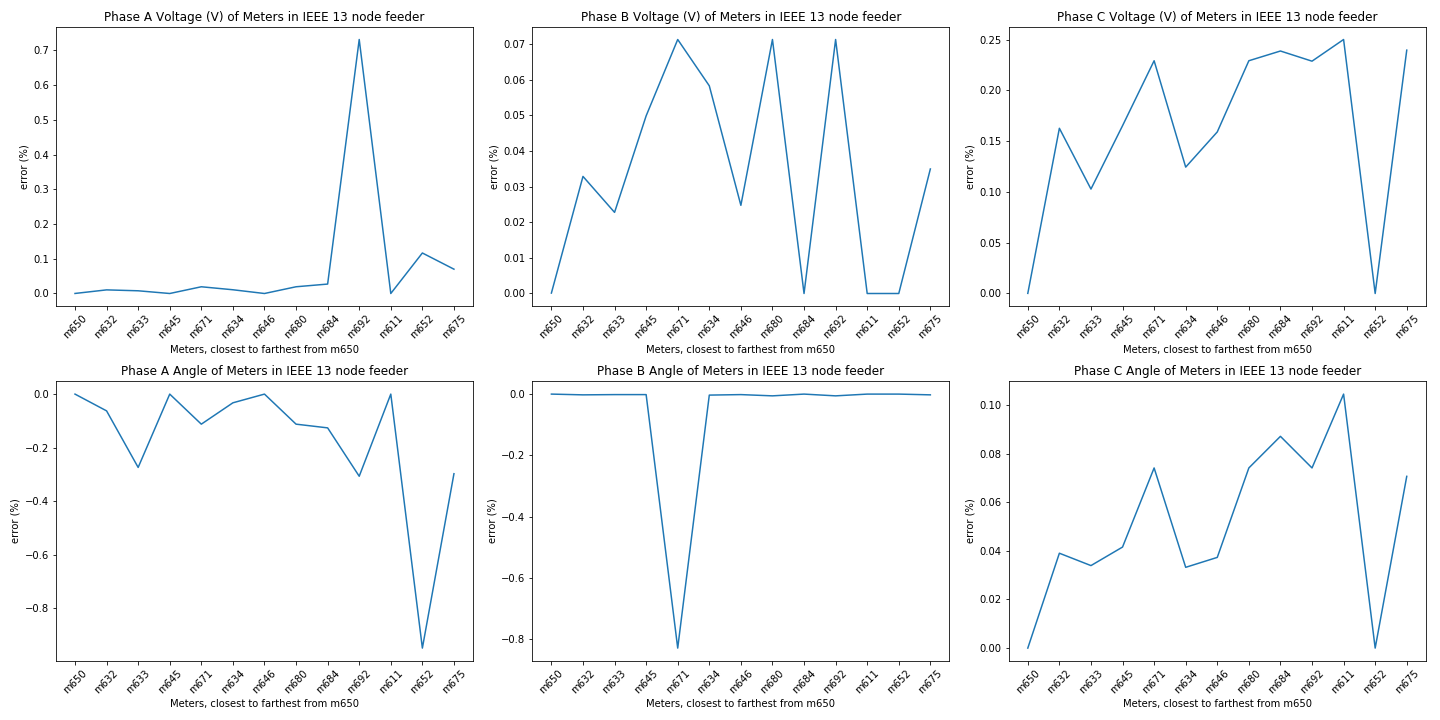 Phase A Voltage (V) of Meters in IEEE 13 node feeder
error (%)
0.7
0.6
0.5
0.4
0.3
0.2
0.1
0.0
m650 m632 m633 m645 m671 m634 m646 m680 m684 m692 m611 m652 m675
Meters, closest to farthest from m650
Phase B Voltage (V) of Meters in IEEE 13 node feeder
error (%)
0.07
0.06
0.05
0.04
0.03
0.02
0.01
0.00
m650 m632 m633 m645 m671 m634 m646 m680 m684 m692 m611 m652 m675
Meters, closest to farthest from m650
Phase C Voltage (V) of Meters in IEEE 13 node feeder
error (%)
0.25
0.20
0.15
0.10
0.05
0.00
m650 m632 m633 m645 m671 m634 m646 m680 m684 m692 m611 m652 m675
Meters, closest to farthest from m650
Phase A Angle of Meters in IEEE 13 node feeder
error (%)
0.0
−0.2
−0.4
−0.6
−0.8
m650 m632 m633 m645 m671 m634 m646 m680 m684 m692 m611 m652 m675
Meters, closest to farthest from m650
Phase B Angle of Meters in IEEE 13 node feeder
error (%)
0.0
−0.2
−0.4
−0.6
−0.8
m650 m632 m633 m645 m671 m634 m646 m680 m684 m692 m611 m652 m675
Meters, closest to farthest from m650
Phase C Angle of Meters in IEEE 13 node feeder
error (%)
0.10
0.08
0.06
0.04
0.02
0.00
m650 m632 m633 m645 m671 m634 m646 m680 m684 m692 m611 m652 m675
Meters, closest to farthest from m650